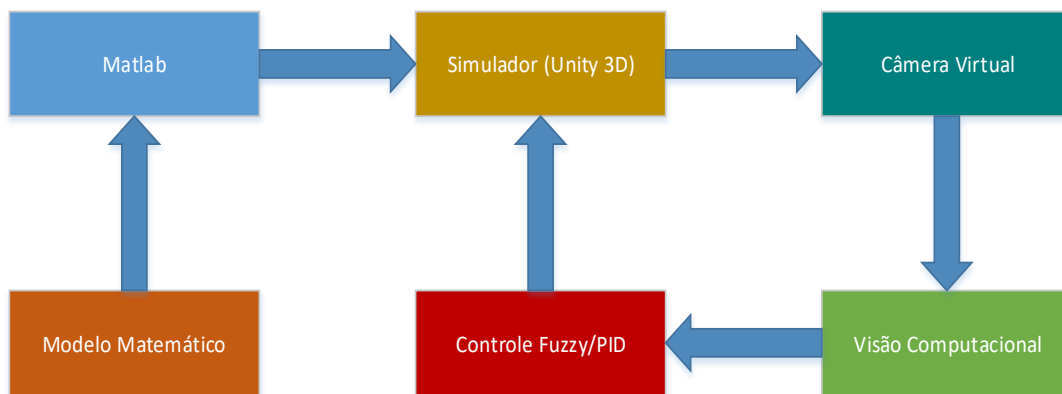 Matlab
Simulador (Unity 3D)
Câmera Virtual
Modelo Matemático
Controle Fuzzy/PID
Visão Computacional